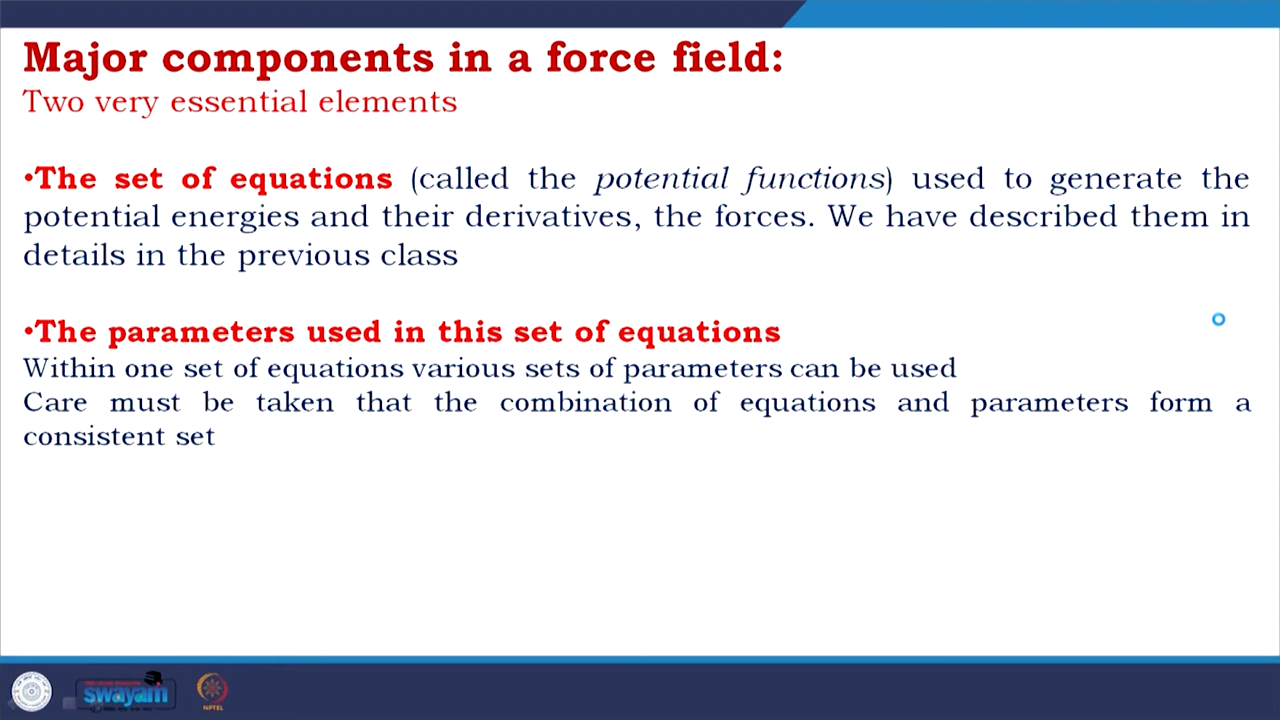 Major components in a force field:
Two very essential elements
•The set of equations (called the potential functions) used to generate the
potential energies and their derivatives, the forces. We have described them in
details in the previous class
•The parameters used in this set of equations
Within one set of equations various sets of parameters can be used
Care must be taken that the combination of equations and parameters form a
consistent set
swayam
NPTEL